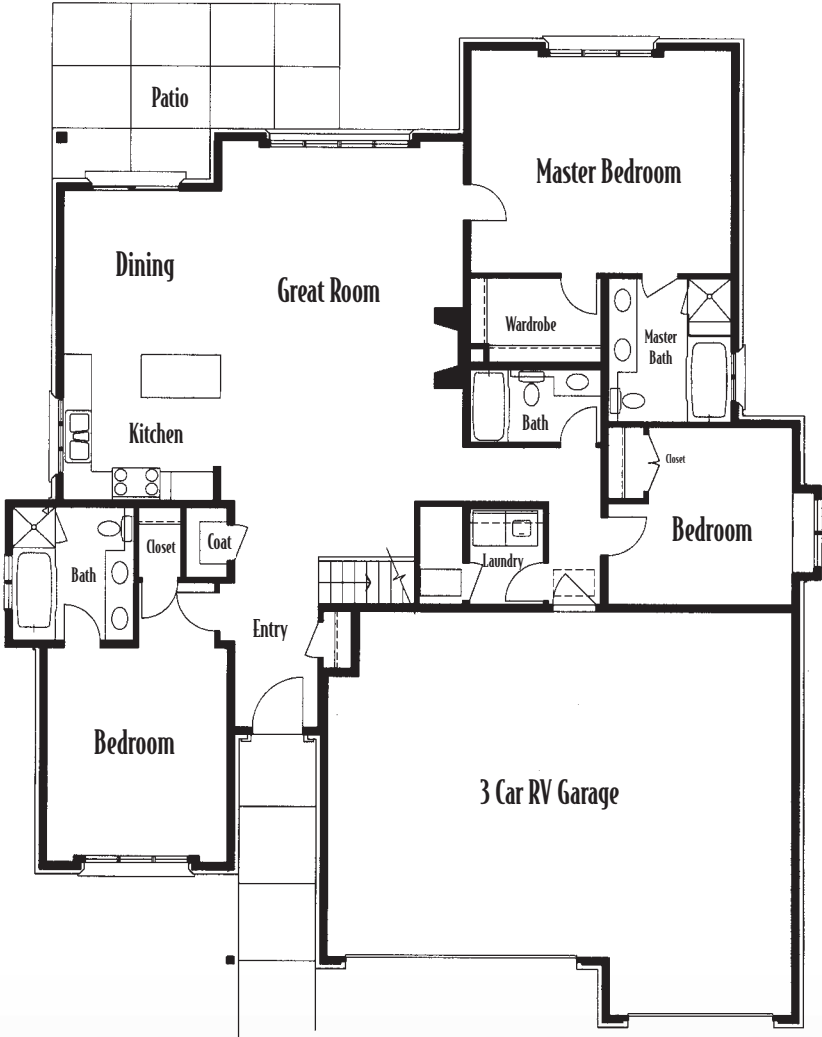 Patio
Master Bedroom
Dining
Great Room
Wardrobe
Master
Bath
Bath
Kitchen
Closet
Bedroom
Coat
Closet
Laundry
Bath
Entry
Bedroom
3 Car RV Garage